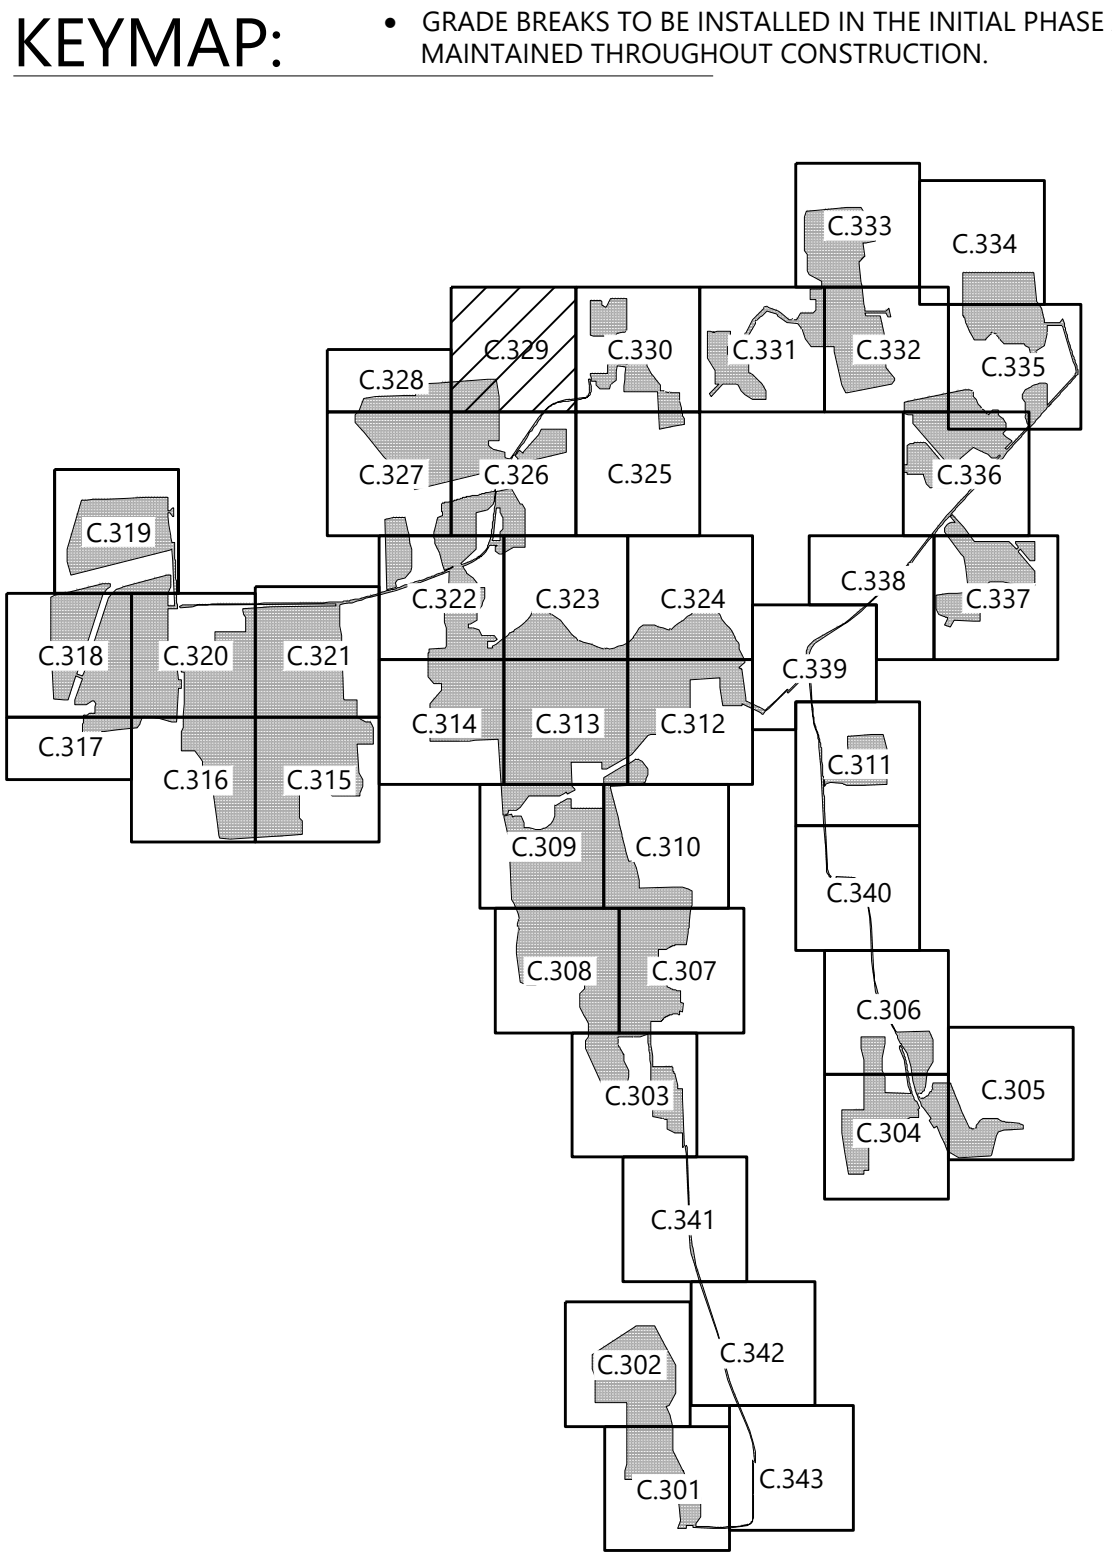 KEYMAP:
• GRADE BREAKS TO BE INSTALLED IN THE INITIAL PHASE
MAINTAINED THROUGHOUT CONSTRUCTION.
C.333
C.334
C.329
C.330
C.331
C.332
C.335
C.328
C.327
C.326
C.325
C.336
C.319
C.322
C.323
C.324
C.338
C.337
C.318
C.320
C.321
C.339
C.317
C.314
C.313
C.312
C.316
C.315
C.311
C.309
C.310
C.340
C.308
C.307
C.306
C.303
C.305
C.304
C.341
C.302
C.342
C.301
C.343